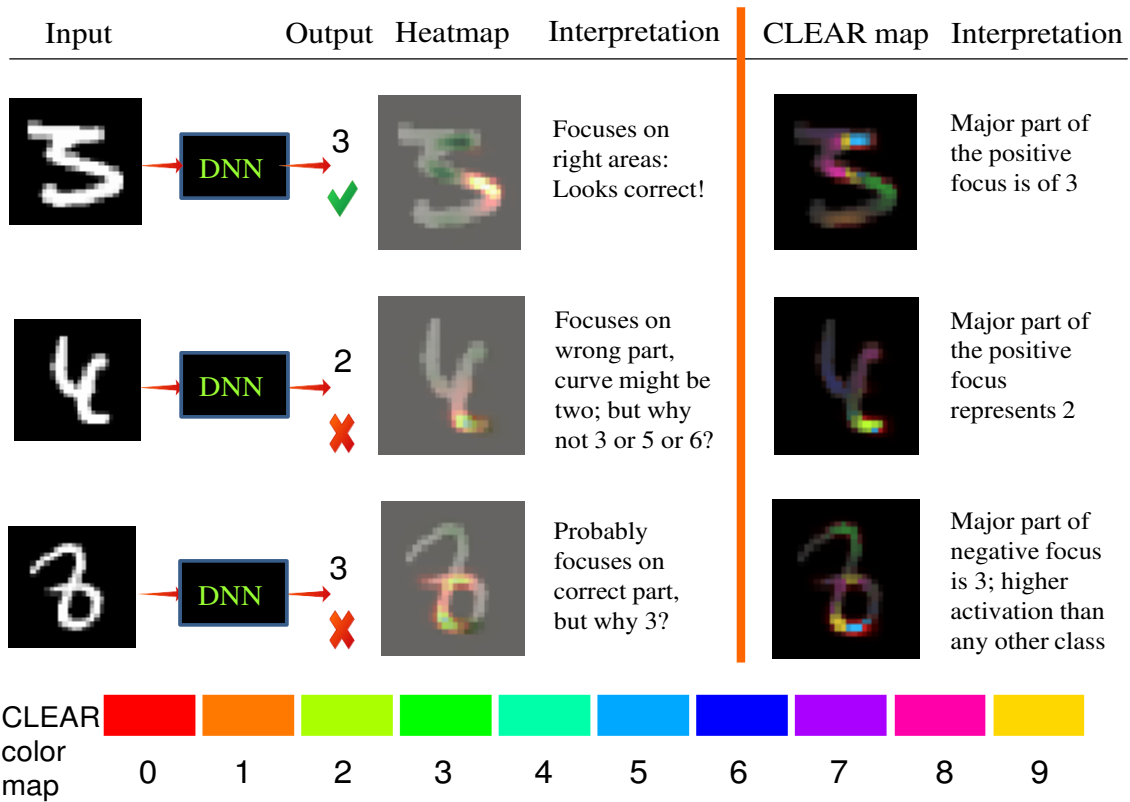 Input Output Heatmap Interpretation CLEAR map Interpretation
DNN
3
Focuses on
right areas:
Looks correct!
Major part of
the positive
focus is of 3
DNN
2
Focuses on
wrong part,
curve might be
two; but why
not 3 or 5 or 6?
Major part of
the positive
focus
represents 2
DNN
3
Probably
focuses on
correct part,
but why 3?
Major part of
negative focus
is 3; higher
activation than
any other class
CLEAR
color
map
0 1 2 3 4 5 6 7 8 9